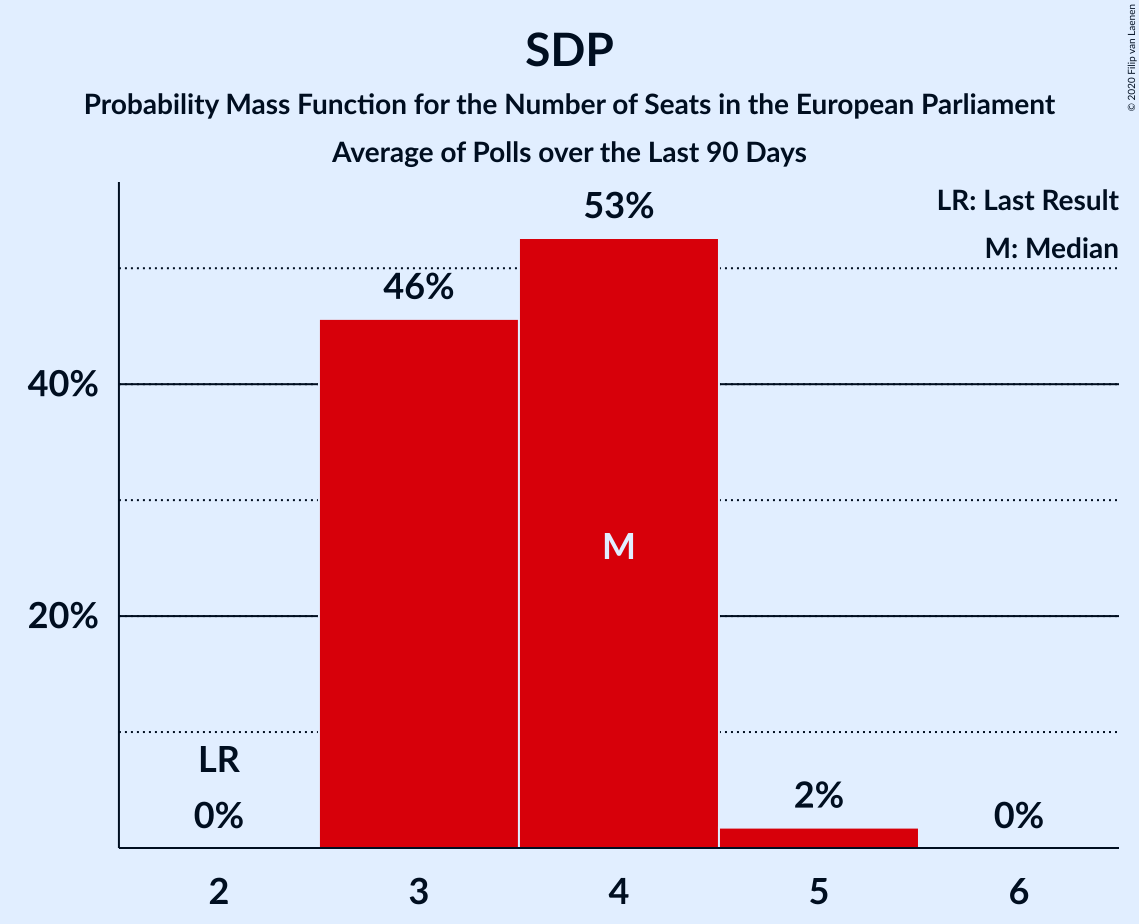 SDP
Probability Mass Function for the Number of Seats in the European Parliament
Average of Polls over the Last 90 Days
© 2020 Filip van Laenen
LR: Last Result
M: Median
53%
46%
40%
M
20%
LR
0%
2%
0%
2 3 4 5 6